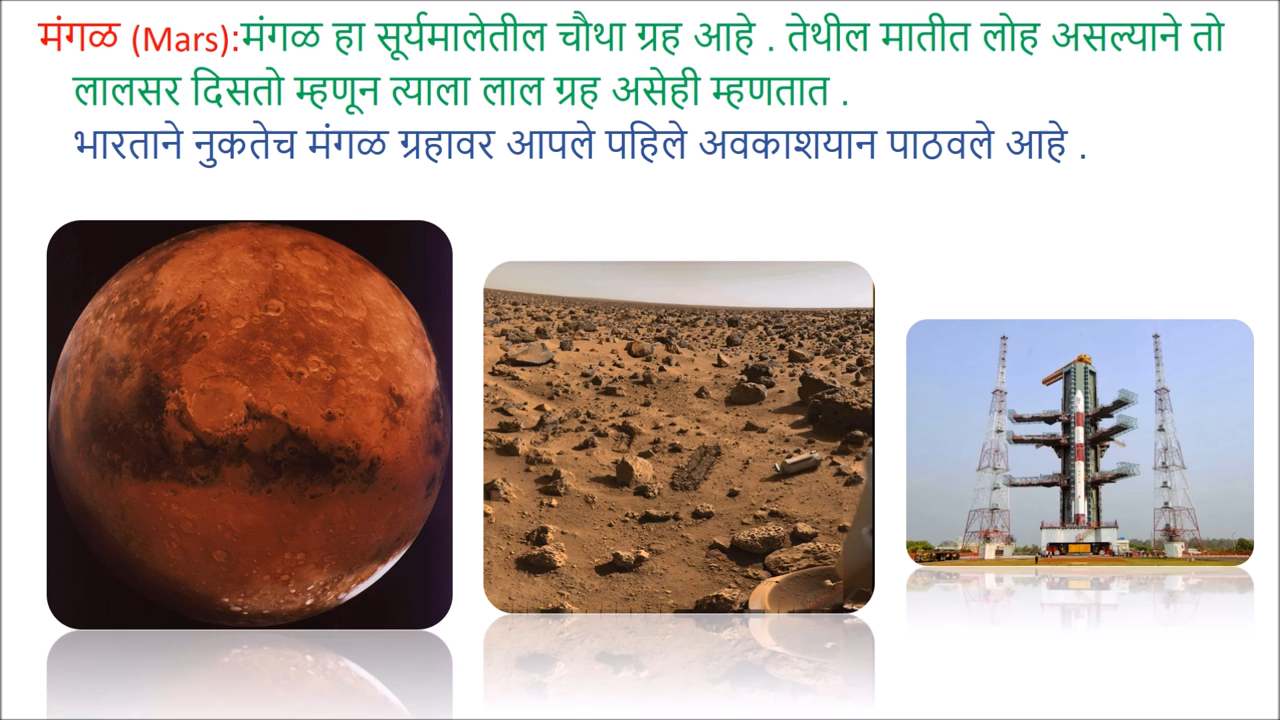 मंगळ (Mars):मंगळ हा सूर्यमालेतील चौथा ग्रह आहे . तेथील मातीत लोह असल्याने तो
लालसर दिसतो म्हणून त्याला लाल ग्रह असेही म्हणतात .
भारताने नुकतेच मंगळ ग्रहावर आपले पहिले अवकाशयान पाठवले आहे .